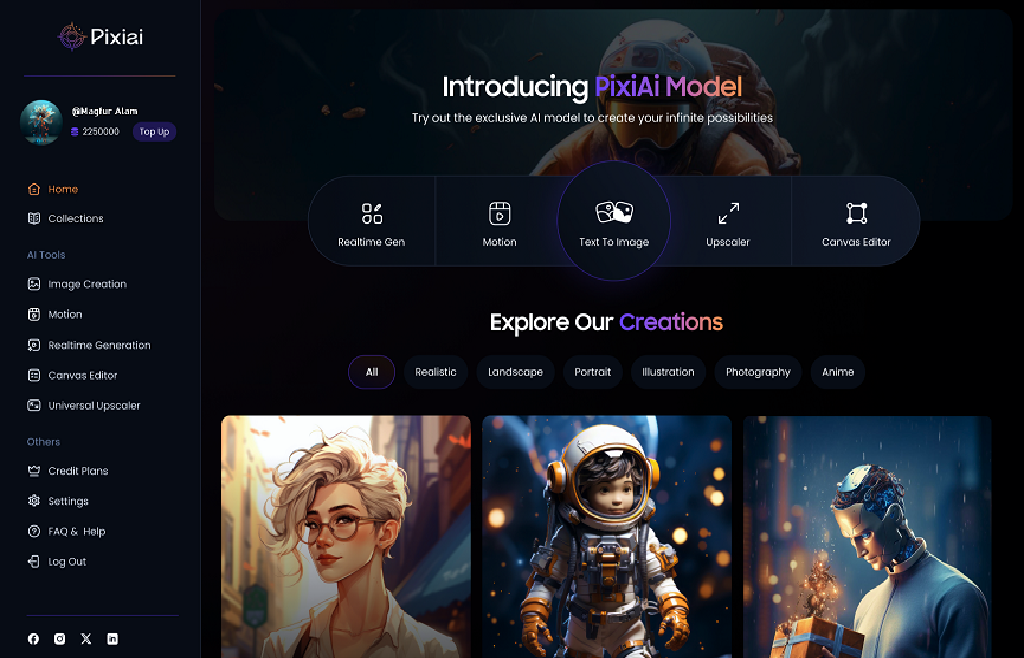 Pixiai
@Magfur Alam
2250000
Top Up
Home
Collections
AI Tools
Image Creation
Motion
Realtime Generation
Canvas Editor
Universal Upscaler
Others
Credit Plans
Settings
FAQ & Help
Log Out
Introducing PixiAi Model
Try out the exclusive AI model to create your infinite possibilities
Realtime Gen
Motion
Text To Image
Upscaler
Canvas Editor
Explore Our Creations
All
Realistic
Landscape
Portrait
Illustration
Photography
Anime